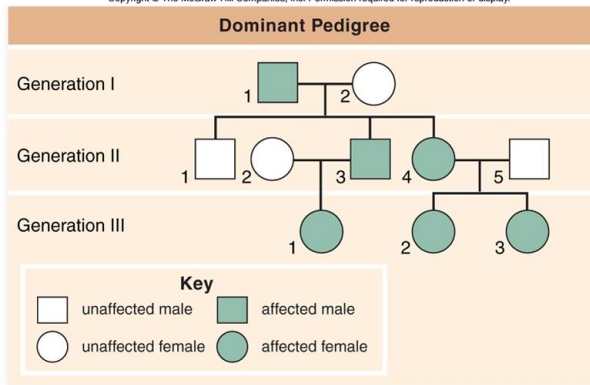 Dominant Pedigree
Generation I
1 2
Generation II
1 2 3 4 5
Generation III
1 2 3
Key
unaffected male affected male
unaffected female affected female